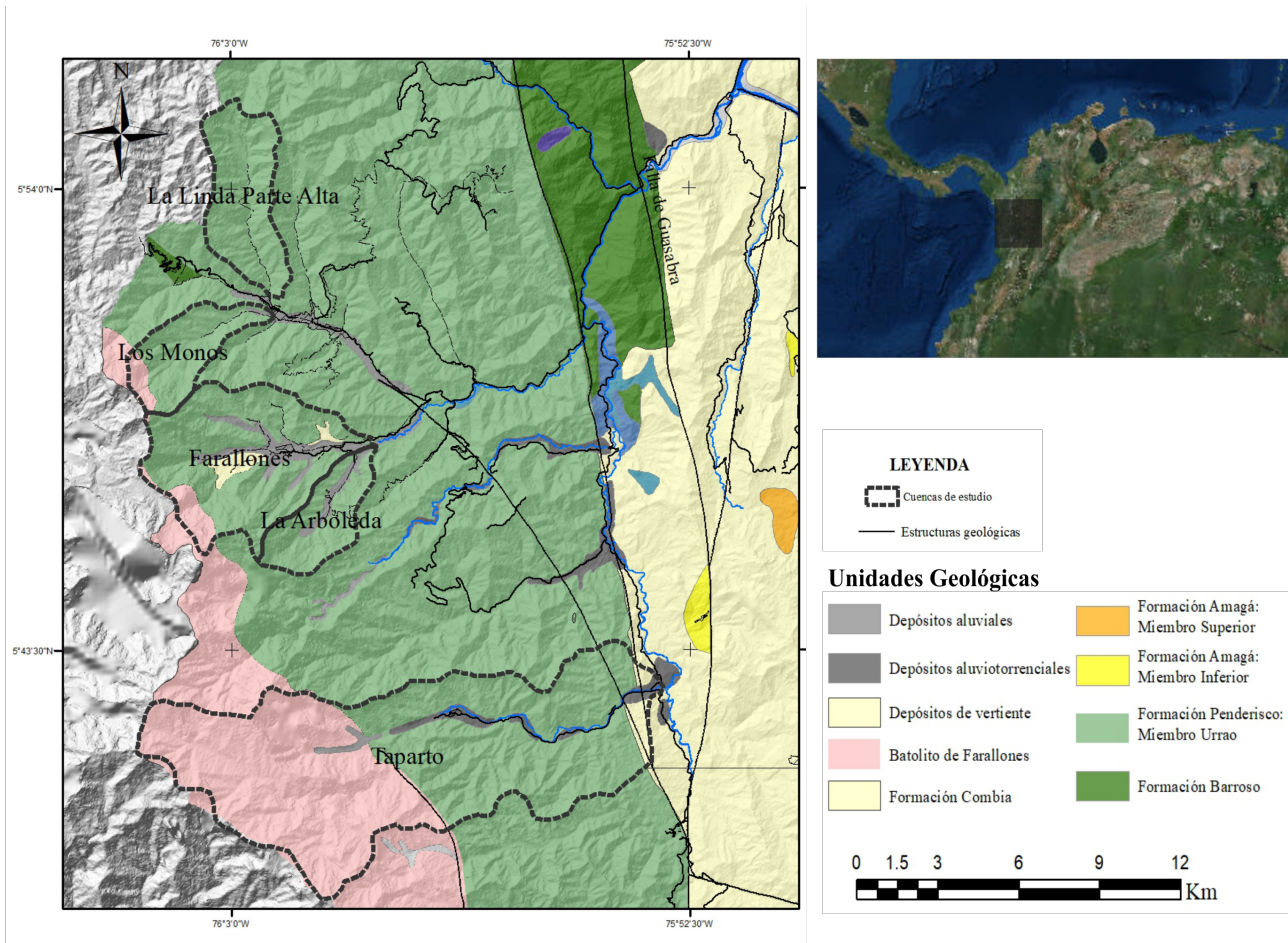 76°3'0"W
75°52'30"W
N
La Linda Parte Alta
5°54'0"N
Falla de Guasabra
Los Monos
Farallones
La Arboleda
5°43'30"N
Taparto
76°3'0"W
75°52'30"W
LEYENDA
Cuencas de estudio
Estructuras geológicas
Unidades Geológicas
Depósitos aluviales
Depósitos aluviotorrenciales
Depósitos de vertiente
Batolito de Farallones
Formación Combia
Formación Amagá:
Miembro Superior
Formación Amagá:
Miembro Inferior
Formación Penderisco:
Miembro Urrao
Formación Barroso
0 1.5 3 6 9 12
Km